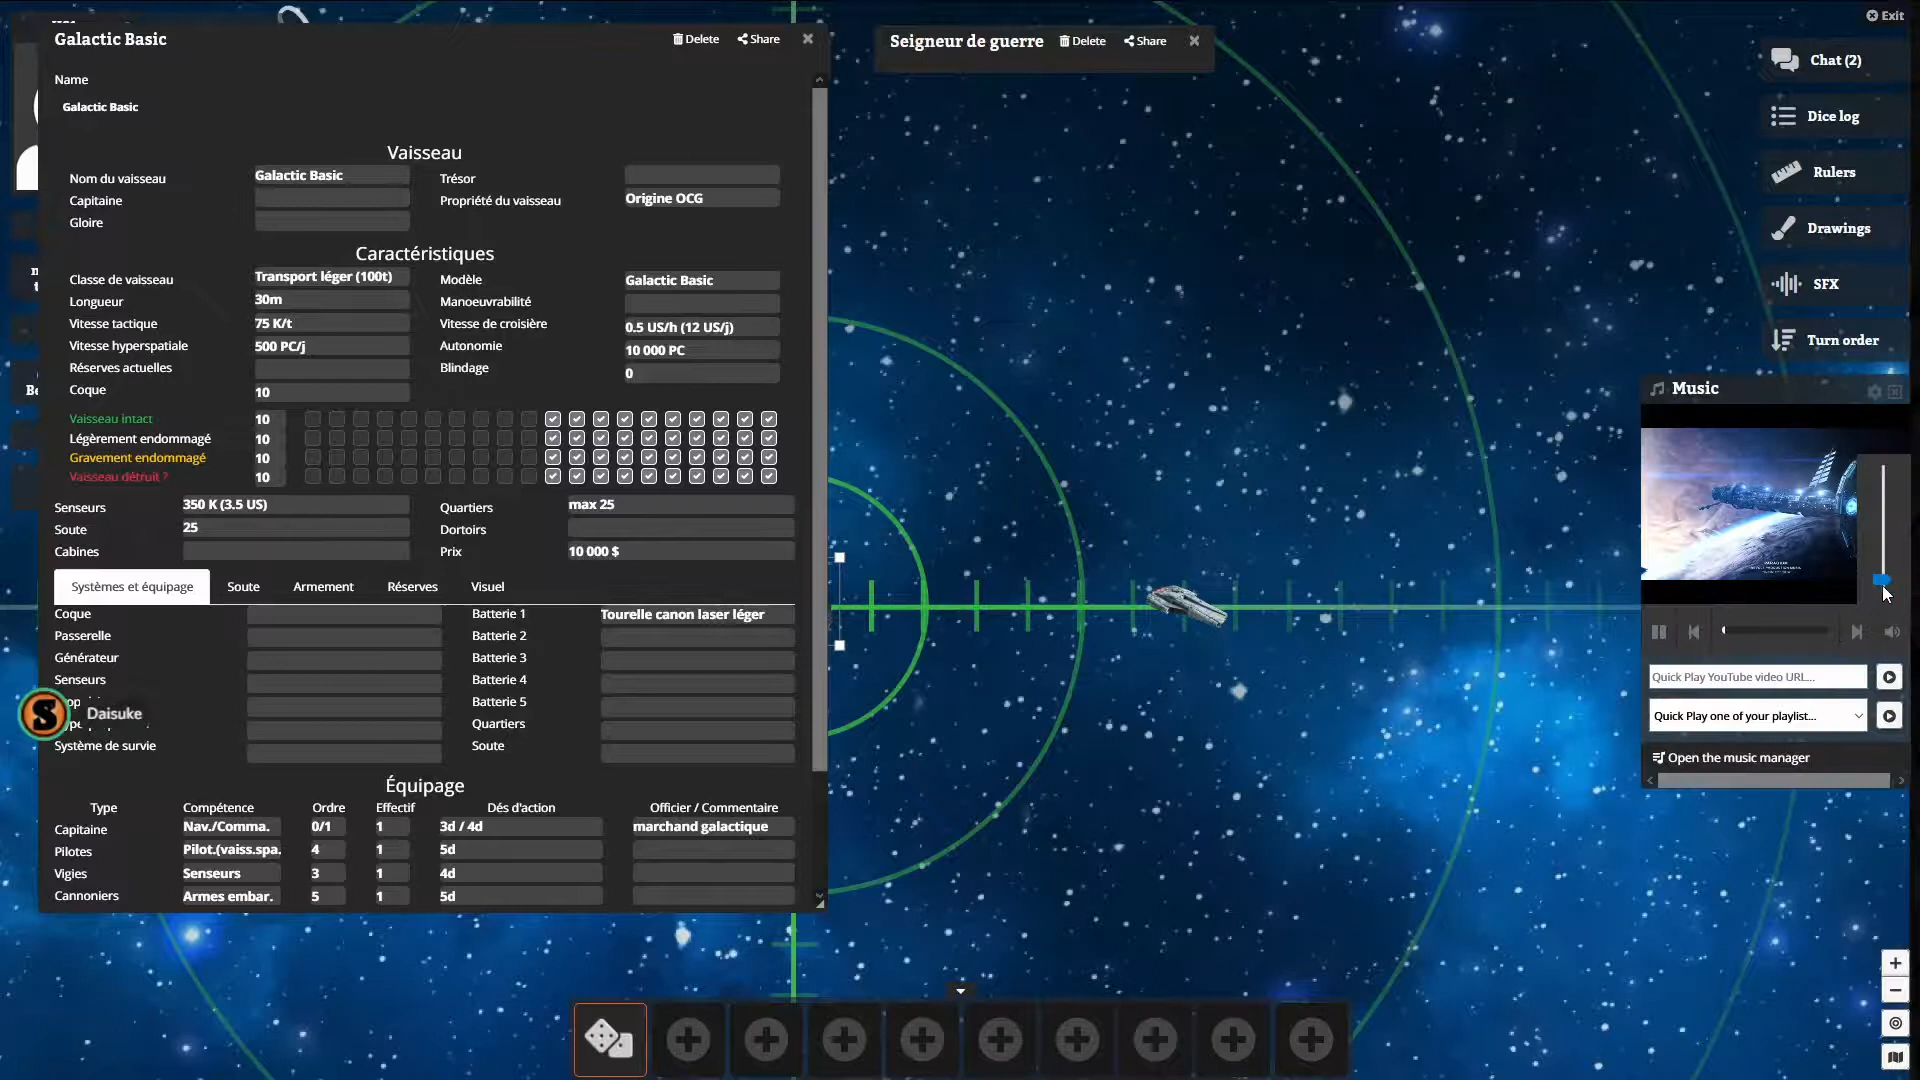 Galactic Basic
Delete
Share
Name
Galactic Basic
Vaisseau
Nom du vaisseau
Galactic Basic
Trésor
Capitaine
Propriété du vaisseau
Origine OCG
Gloire
Caractéristiques
Classe de vaisseau
Transport léger (100t)
Modèle
Galactic Basic
Longueur
30m
Manoeuvrabilité
Vitesse tactique
75 K/t
Vitesse de croisière
0.5 US/h (12 US/j)
Vitesse hyperspatiale
500 PC/j
Autonomie
10 000 PC
Réserves actuelles
Blindage
0
Coque
10
Vaisseau intact
10
Légèrement endommagé
10
Gravement endommagé
10
Vaisseau détruit ?
10
Senseurs
350 K (3.5 US)
Quartiers
max 25
Soute
25
Dortoirs
Cabines
Prix
10 000 $
Systèmes et équipage
Soute
Armement
Réserves
Visuel
Coque
Batterie 1
Tourelle canon laser léger
Passerelle
Batterie 2
Générateur
Batterie 3
Senseurs
Batterie 4
Batterie 5
Daisuke
Quartiers
Système de survie
Soute
Équipage
Type
Compétence
Ordre
Effectif
Dés d'action
Officier / Commentaire
Capitaine
Nav./Comma.
0/1
1
3d / 4d
marchand galactique
Pilotes
Pilot.(vaiss.spa.
4
1
5d
Vigies
Senseurs
3
1
4d
Cannoniers
Armes embar.
5
1
5d
Seigneur de guerre
Delete
Share
Exit
Chat (2)
Dice log
Rulers
Drawings
SFX
Turn order
Music
Quick Play YouTube video URL...
Quick Play one of your playlist...
Open the music manager